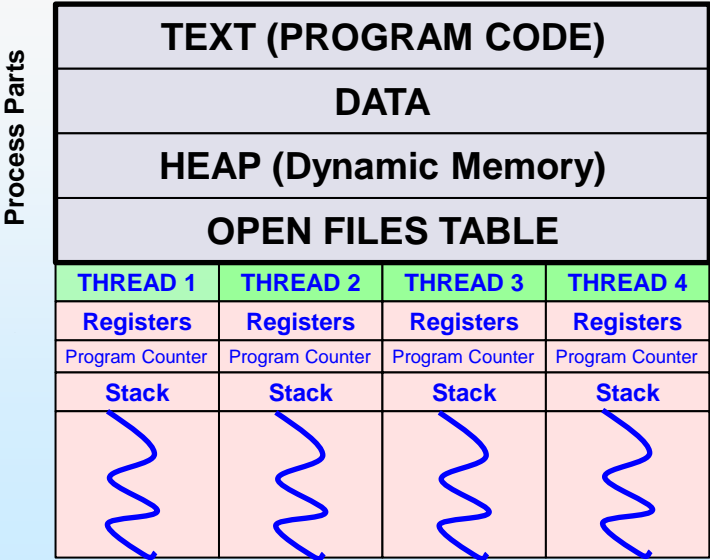 Process Parts
TEXT (PROGRAM CODE)
DATA
HEAP (Dynamic Memory)
OPEN FILES TABLE
THREAD 1 THREAD 2 THREAD 3 THREAD 4
Registers Registers Registers Registers
Program Counter Program Counter Program Counter Program Counter
Stack Stack Stack Stack